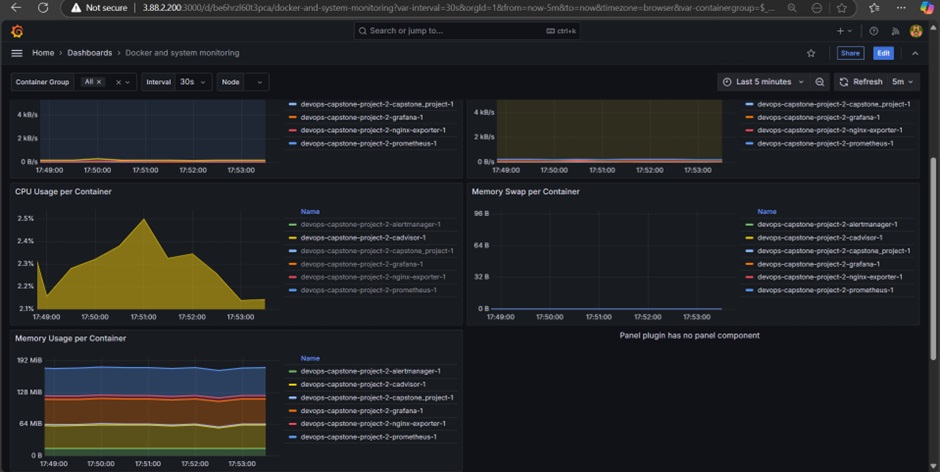 Not secure 3.88.2.200:3000/d/be6hrzl60t3pca/docker-and-system-monitoring?var-interval=30s&orgId=1&from=now-5m&to=now&timezone=browser&var-containergroup=$_...
Search or jump to... ctrl+k
Home > Dashboards > Docker and system monitoring Share Edit
Container Group All × Interval 30s Node Last 5 minutes Refresh 5m
4 kB/s
2 kB/s
0 B/s
17:49:00 17:50:00 17:51:00 17:52:00 17:53:00
devops-capstone-project-2-capstone_project-1
devops-capstone-project-2-grafana-1
devops-capstone-project-2-nginx-exporter-1
devops-capstone-project-2-prometheus-1
4 kB/s
2 kB/s
0 B/s
17:49:00 17:50:00 17:51:00 17:52:00 17:53:00
devops-capstone-project-2-capstone_project-1
devops-capstone-project-2-grafana-1
devops-capstone-project-2-nginx-exporter-1
devops-capstone-project-2-prometheus-1
CPU Usage per Container
2.5%
2.4%
2.3%
2.2%
2.1%
17:49:00 17:50:00 17:51:00 17:52:00 17:53:00
Name
devops-capstone-project-2-alertmanager-1
devops-capstone-project-2-cadvisor-1
devops-capstone-project-2-capstone_project-1
devops-capstone-project-2-grafana-1
devops-capstone-project-2-nginx-exporter-1
devops-capstone-project-2-prometheus-1
Memory Swap per Container
96 B
64 B
32 B
0 B
17:49:00 17:50:00 17:51:00 17:52:00 17:53:00
Name
devops-capstone-project-2-alertmanager-1
devops-capstone-project-2-cadvisor-1
devops-capstone-project-2-capstone_project-1
devops-capstone-project-2-grafana-1
devops-capstone-project-2-nginx-exporter-1
devops-capstone-project-2-prometheus-1
Memory Usage per Container
192 MiB
128 MiB
64 MiB
0 B
17:49:00 17:50:00 17:51:00 17:52:00 17:53:00
Name
devops-capstone-project-2-alertmanager-1
devops-capstone-project-2-cadvisor-1
devops-capstone-project-2-capstone_project-1
devops-capstone-project-2-grafana-1
devops-capstone-project-2-nginx-exporter-1
devops-capstone-project-2-prometheus-1
Panel plugin has no panel component